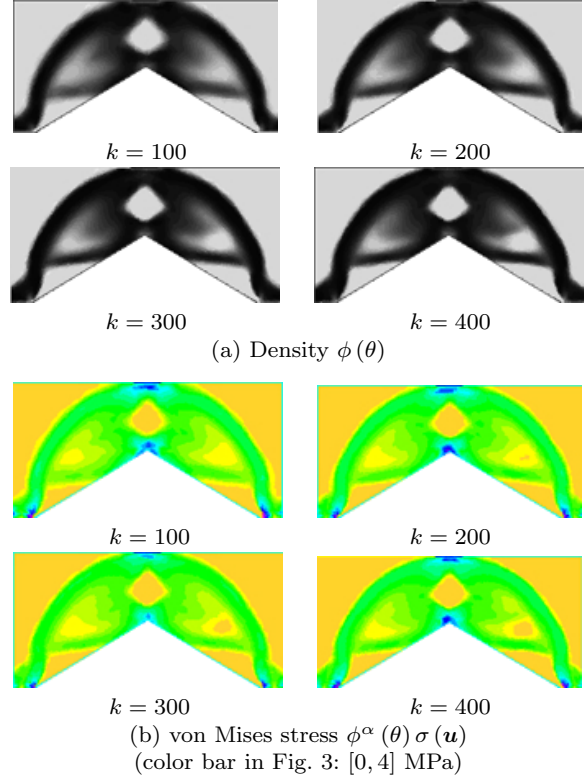 k = 100 k = 200
k = 300 k = 400
(a) Density ϕ (θ)
k = 100 k = 200
k = 300 k = 400
(b) von Mises stress ϕ^α (θ) σ (u)
(color bar in Fig. 3: [0, 4] MPa)